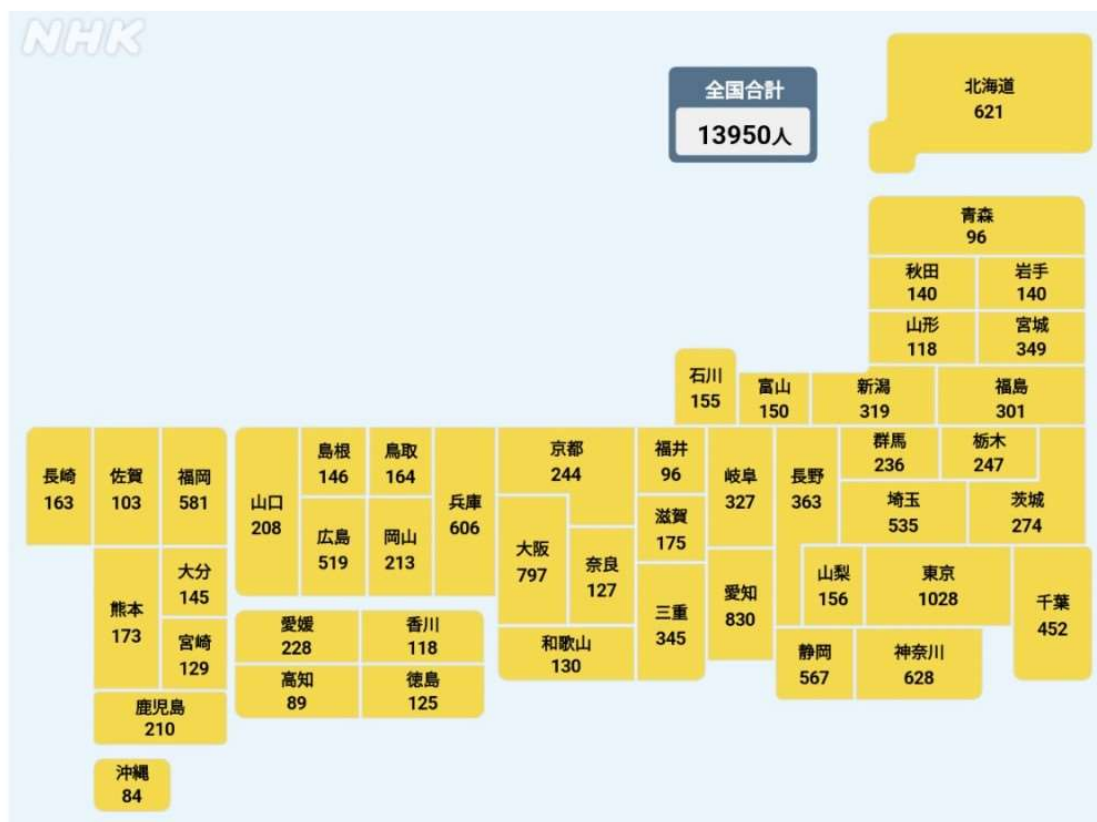 NHK
全国合計
13950人
北海道
621
青森
96
秋田
140
岩手
140
山形
118
宮城
349
石川
155
富山
150
新潟
319
福島
301
長崎
163
佐賀
103
福岡
581
山口
208
島根
146
鳥取
164
兵庫
606
京都
244
福井
96
岐阜
327
長野
363
群馬
236
栃木
247
広島
519
岡山
213
大阪
797
奈良
127
滋賀
175
埼玉
535
茨城
274
熊本
173
大分
145
宮崎
129
三重
345
愛知
830
山梨
156
東京
1028
千葉
452
愛媛
228
香川
118
和歌山
130
静岡
567
神奈川
628
高知
89
徳島
125
鹿児島
210
沖縄
84